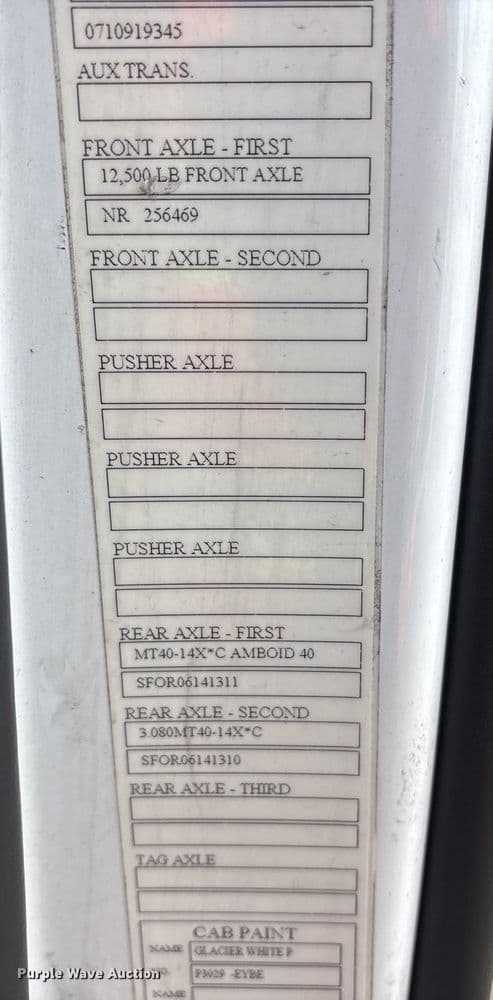 0710919345
AUX TRANS.
FRONT AXLE - FIRST
12,500 LB FRONT AXLE
NR 256469
FRONT AXLE - SECOND
PUSHER AXLE
PUSHER AXLE
PUSHER AXLE
REAR AXLE - FIRST
MT40-14X*C AMBOID 40
SFOR06141311
REAR AXLE - SECOND
3.080MT40-14X*C
SFOR06141310
REAR AXLE - THIRD
TAG AXLE
CAB PAINT
NAME GLACIER WHITE P
P3029 -EYBE
NAME
Purple Wave Auction